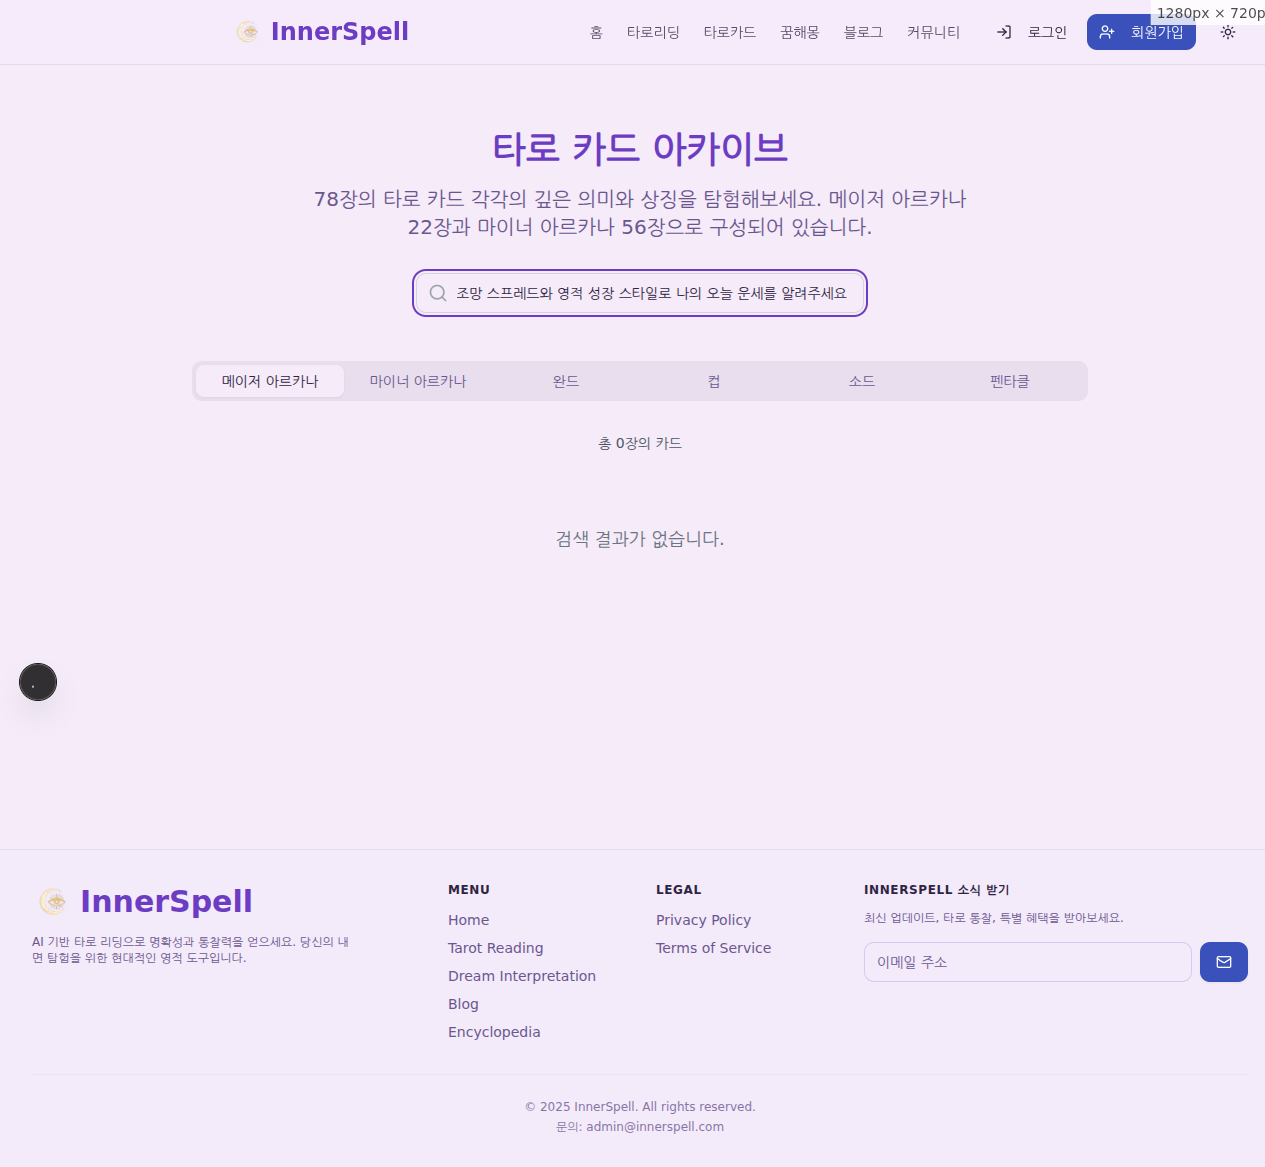 InnerSpell
홈 타로리딩 타로카드 꿈해몽 블로그 커뮤니티 로그인 회원가입
1280px × 720p
타로 카드 아카이브
78장의 타로 카드 각각의 깊은 의미와 상징을 탐험해보세요. 메이저 아르카나
22장과 마이너 아르카나 56장으로 구성되어 있습니다.
조망 스프레드와 영적 성장 스타일로 나의 오늘 운세를 알려주세요
메이저 아르카나 마이너 아르카나 완드 컵 소드 펜타클
총 0장의 카드
검색 결과가 없습니다.
InnerSpell
AI 기반 타로 리딩으로 명확성과 통찰력을 얻으세요. 당신의 내
면 탐험을 위한 현대적인 영적 도구입니다.
MENU
Home
Tarot Reading
Dream Interpretation
Blog
Encyclopedia
LEGAL
Privacy Policy
Terms of Service
INNERSPELL 소식 받기
최신 업데이트, 타로 통찰, 특별 혜택을 받아보세요.
이메일 주소
© 2025 InnerSpell. All rights reserved.
문의: admin@innerspell.com